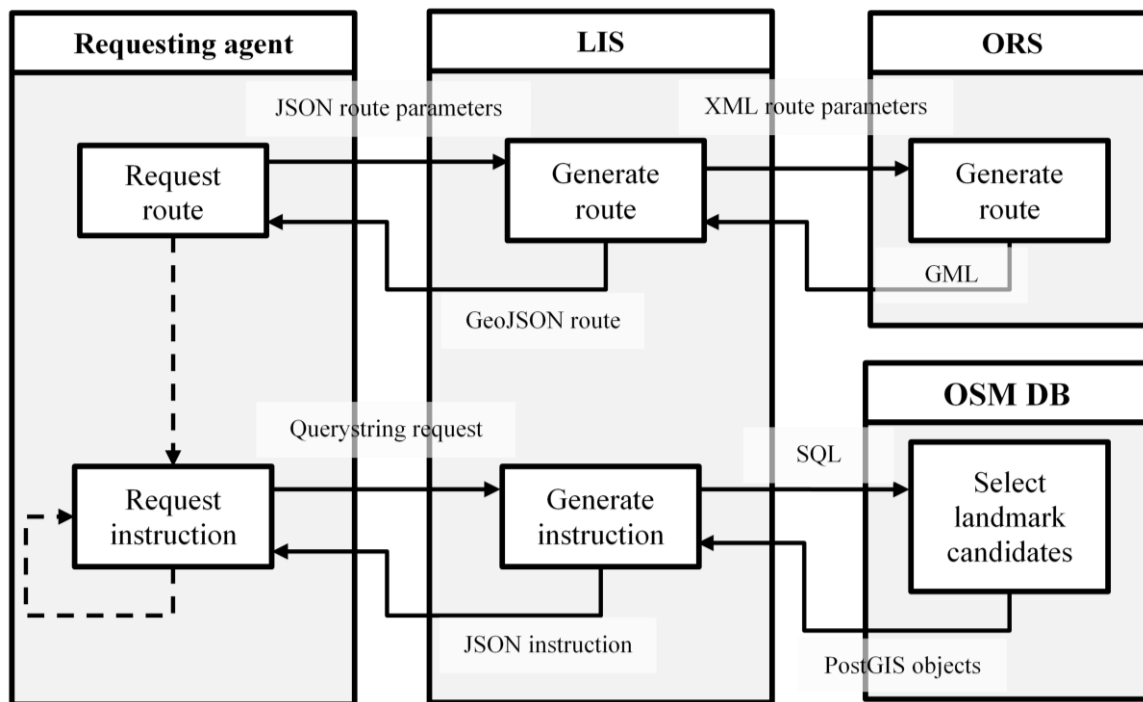 Requesting agent
LIS
ORS
JSON route parameters
XML route parameters
Request
route
Generate
route
Generate
route
GML
GeoJSON route
OSM DB
Querystring request
SQL
Request
instruction
Generate
instruction
Select
landmark
candidates
JSON instruction
PostGIS objects